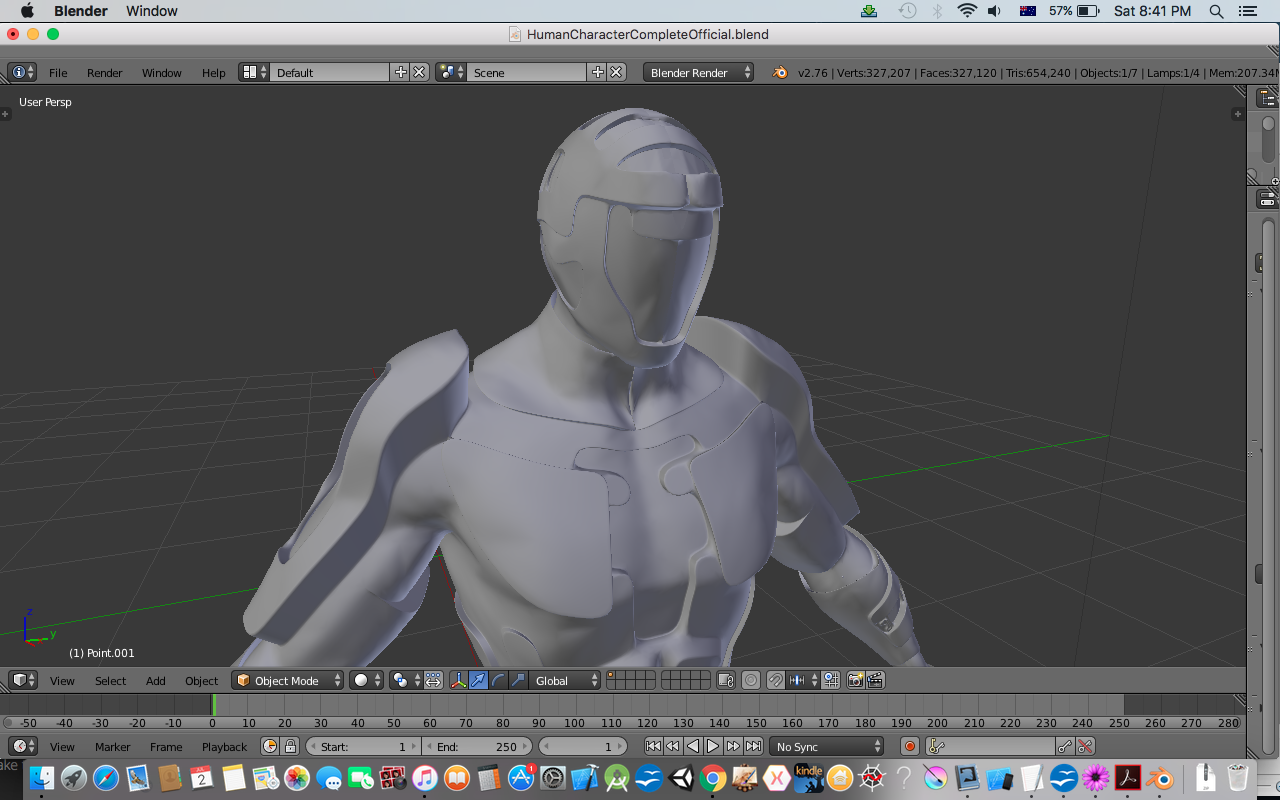 Blender Window 57% Sat 8:41 PM
HumanCharacterCompleteOfficial.blend
File Render Window Help Default Scene Blender Render v2.76 | Verts:327,207 | Faces:327,120 | Tris:654,240 | Objects:1/7 | Lamps:1/4 | Mem:207.34
User Persp
z
y
(1) Point.001
View Select Add Object Object Mode Global
-50 -40 -30 -20 -10 0 10 20 30 40 50 60 70 80 90 100 110 120 130 140 150 160 170 180 190 200 210 220 230 240 250 260 270 280
View Marker Frame Playback Start: 1 End: 250 1 No Sync
2
1
kindle